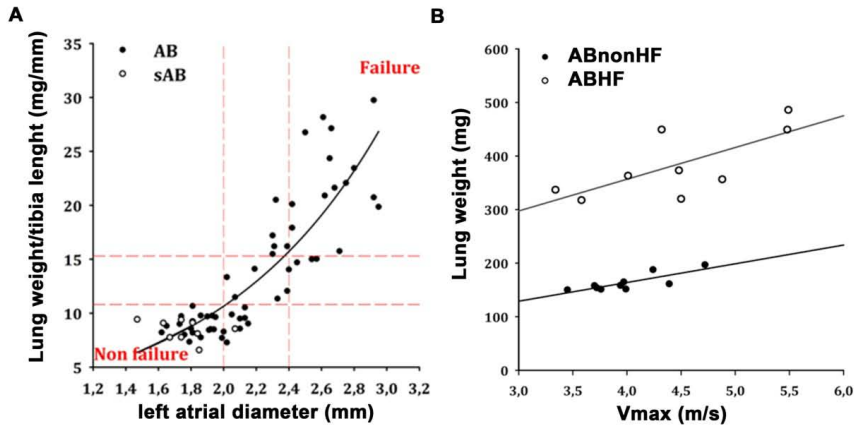 A
Lung weight/tibia lenght (mg/mm)
35
30
25
20
15
10
5
AB
sAB
Failure
Non failure
1,2 1,4 1,6 1,8 2,0 2,2 2,4 2,6 2,8 3,0 3,2
left atrial diameter (mm)
B
Lung weight (mg)
600
500
400
300
200
100
0
ABnonHF
ABHF
3,0 3,5 4,0 4,5 5,0 5,5 6,0
Vmax (m/s)